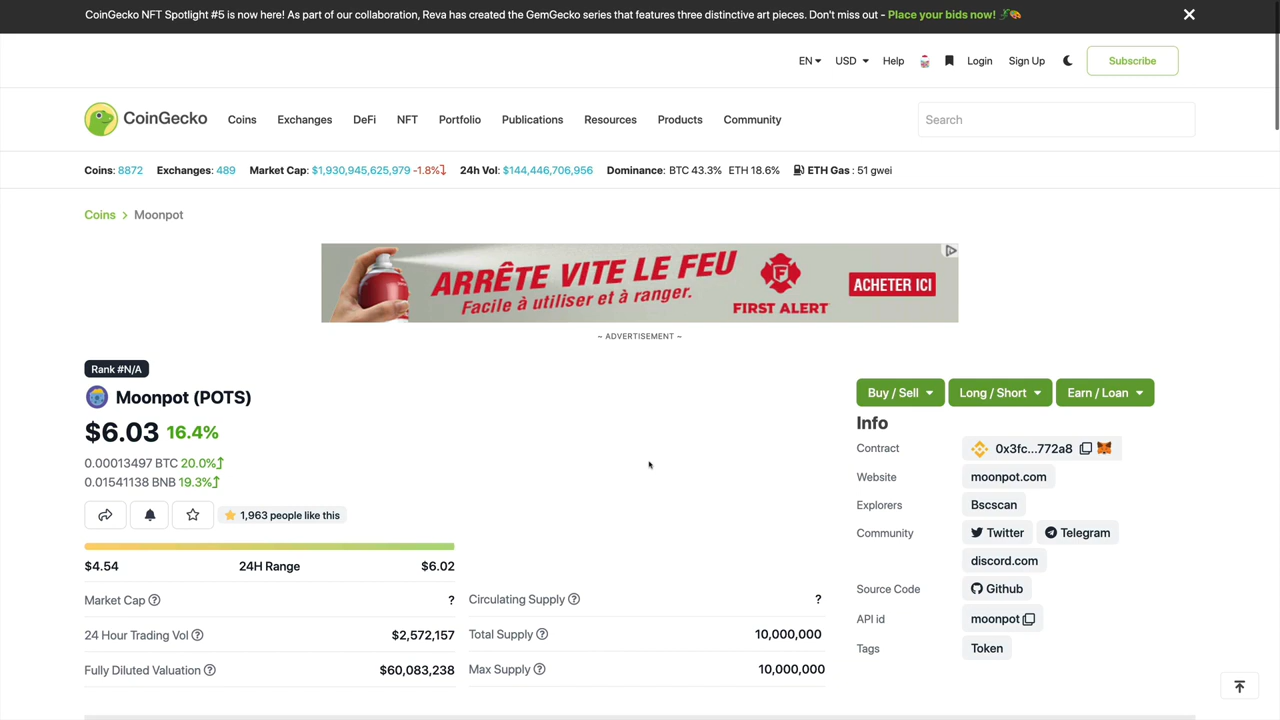 CoinGecko NFT Spotlight #5 is now here! As part of our collaboration, Reva has created the GemGecko series that features three distinctive art pieces. Don't miss out - Place your bids now!
EN USD Help Login Sign Up Subscribe
CoinGecko Coins Exchanges DeFi NFT Portfolio Publications Resources Products Community Search
Coins: 8872 Exchanges: 489 Market Cap: $1,930,945,625,979 -1.8% 24h Vol: $144,446,706,956 Dominance: BTC 43.3% ETH 18.6% ETH Gas : 51 gwei
Coins > Moonpot
ARRÊTE VITE LE FEU
Facile à utiliser et à ranger.
F
FIRST ALERT
ACHETER ICI
~ ADVERTISEMENT ~
Rank #N/A
Moonpot (POTS)
$6.03 16.4%
0.00013497 BTC 20.0%
0.01541138 BNB 19.3%
1,963 people like this
$4.54 24H Range $6.02
Market Cap ? ?
24 Hour Trading Vol ? $2,572,157
Fully Diluted Valuation ? $60,083,238
Circulating Supply ? ?
Total Supply ? 10,000,000
Max Supply ? 10,000,000
Buy / Sell Long / Short Earn / Loan
Info
Contract 0x3fc...772a8
Website moonpot.com
Explorers Bscscan
Community Twitter Telegram
discord.com
Source Code Github
API id moonpot
Tags Token